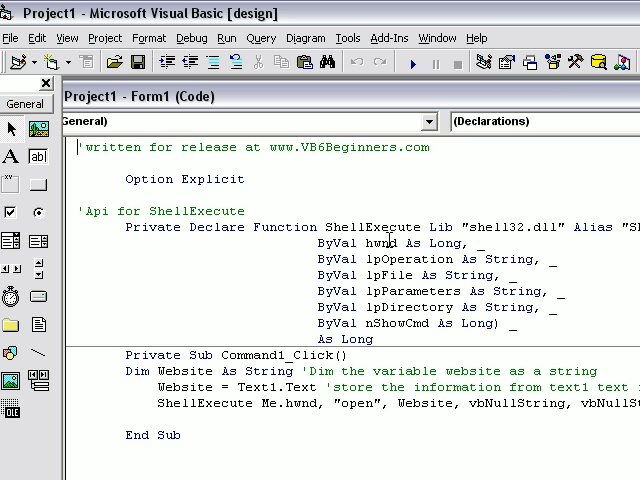 Project1 - Microsoft Visual Basic [design]
File Edit View Project Format Debug Run Query Diagram Tools Add-Ins Window Help
General
Project1 - Form1 (Code)
General)
(Declarations)
'written for release at www.VB6Beginners.com
Option Explicit
'Api for ShellExecute
Private Declare Function ShellExecute Lib "shell32.dll" Alias "Sh
ByVal hwnd As Long, _
ByVal lpOperation As String, _
ByVal lpFile As String, _
ByVal lpParameters As String, _
ByVal lpDirectory As String, _
ByVal nShowCmd As Long) _
As Long
Private Sub Command1_Click()
Dim Website As String 'Dim the variable website as a string
Website = Text1.Text 'store the information from text1 text
ShellExecute Me.hwnd, "open", Website, vbNullString, vbNullSt
End Sub
A
abl
xy
OLE